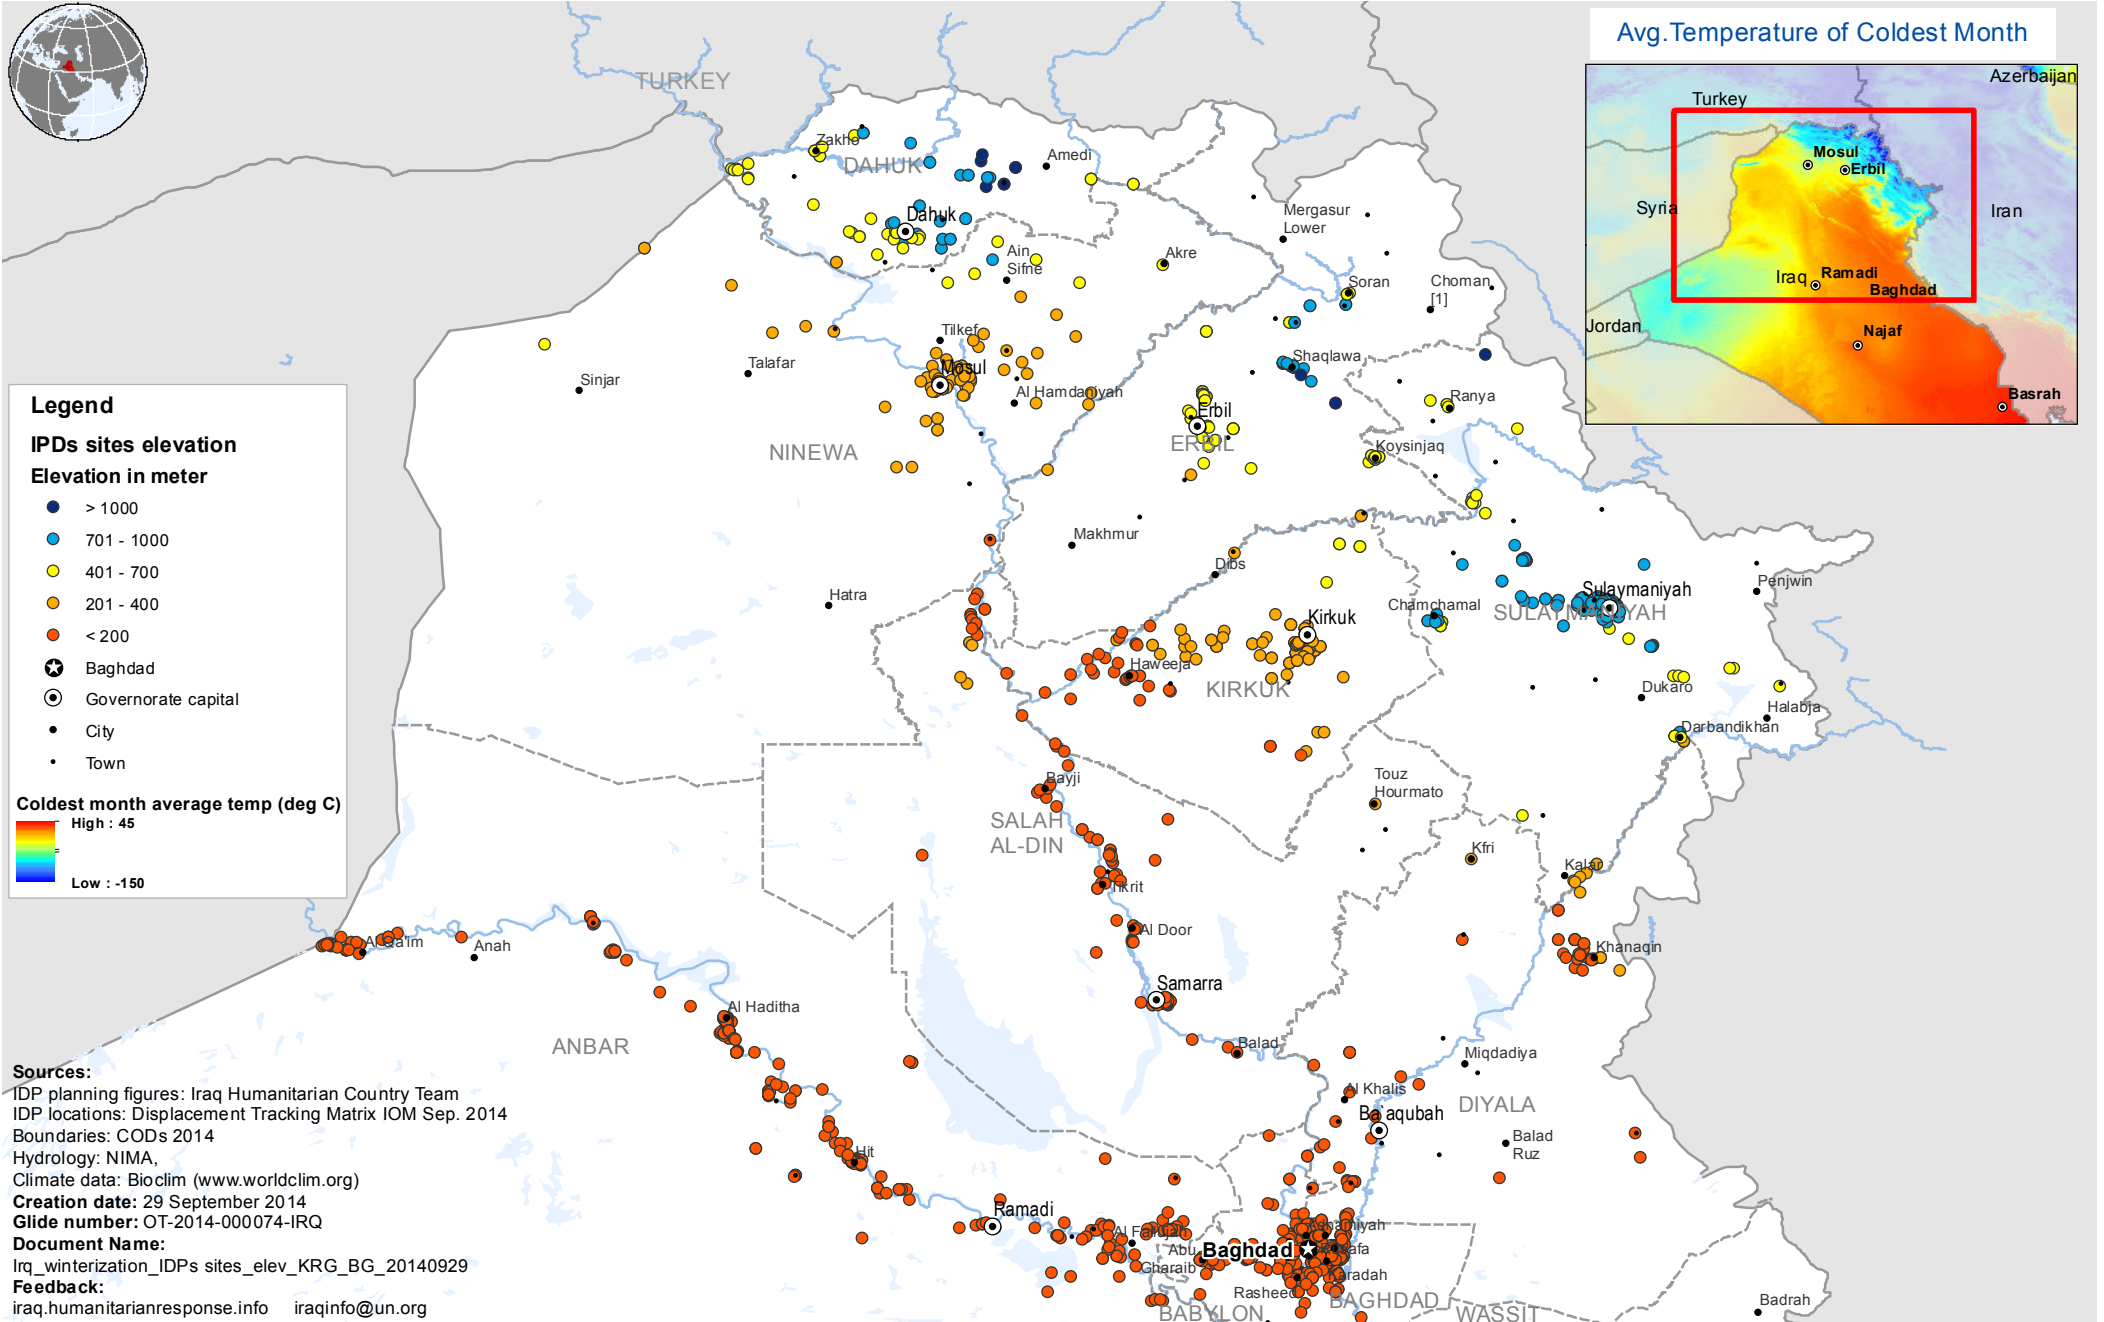 Avg.Temperature of Coldest Month
Azerbaijan
Turkey
Mosul
Erbil
Syria
Iran
Iraq
Ramadi
Baghdad
Jordan
Najaf
Basrah
TURKEY
Zakho
DAHUK
Amedi
Dahuk
Mergasur
Lower
Ain
Sifne
Akre
Soran
Choman
[1]
Tilkef
Shaqlawa
Sinjar
Talafar
Mosul
Al Hamdaniyah
Ranya
Erbil
ERBIL
NINEWA
Koysinjaq
Makhmur
Dibs
Hatra
Penjwin
Sulaymaniyah
SULAYMANIYAH
Chamchamal
Kirkuk
Haweeja
KIRKUK
Dukaro
Halabja
Darbandikhan
Bayji
Touz
Hourmato
SALAH
AL-DIN
Kfri
Kalar
Tikrit
Al Qa'im
Anah
Al Door
Khanaqin
Samarra
Al Haditha
ANBAR
Balad
Miqdadiya
Al Khalis
DIYALA
Ba`aqubah
Balad
Ruz
Hit
Ramadi
Al Falujah
Abu
Gharaib
Baghdad
Karadah
Rasheed
BAGHDAD
BABYLON
WASSIT
Badrah
Legend
IPDs sites elevation
Elevation in meter
> 1000
701 - 1000
401 - 700
201 - 400
< 200
Baghdad
Governorate capital
City
Town
Coldest month average temp (deg C)
High : 45
Low : -150
Sources:
IDP planning figures: Iraq Humanitarian Country Team
IDP locations: Displacement Tracking Matrix IOM Sep. 2014
Boundaries: CODs 2014
Hydrology: NIMA,
Climate data: Bioclim (www.worldclim.org)
Creation date: 29 September 2014
Glide number: OT-2014-000074-IRQ
Document Name:
Irq_winterization_IDPs sites_elev_KRG_BG_20140929
Feedback:
iraq.humanitarianresponse.info iraqinfo@un.org